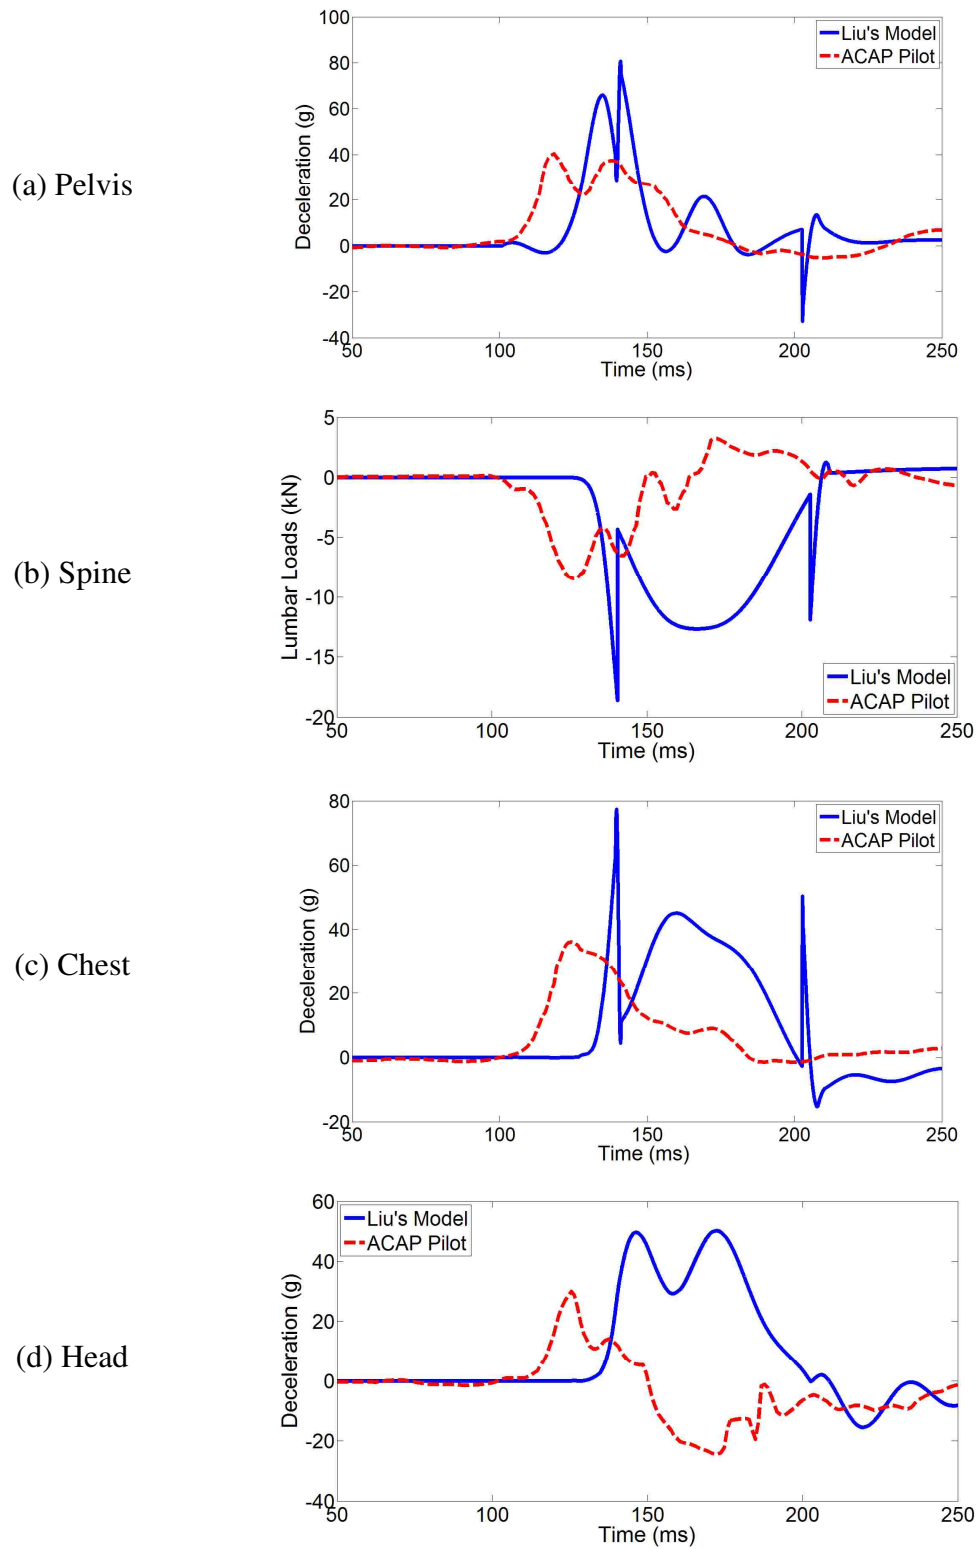 (a) Pelvis
Deceleration (g)
100
80
60
40
20
0
-20
-40
50
100
150
200
250
Time (ms)
Liu's Model
ACAP Pilot
(b) Spine
Lumbar Loads (kN)
5
0
-5
-10
-15
-20
50
100
150
200
250
Time (ms)
Liu's Model
ACAP Pilot
(c) Chest
Deceleration (g)
80
60
40
20
0
-20
50
100
150
200
250
Time (ms)
Liu's Model
ACAP Pilot
(d) Head
Deceleration (g)
60
40
20
0
-20
-40
50
100
150
200
250
Time (ms)
Liu's Model
ACAP Pilot